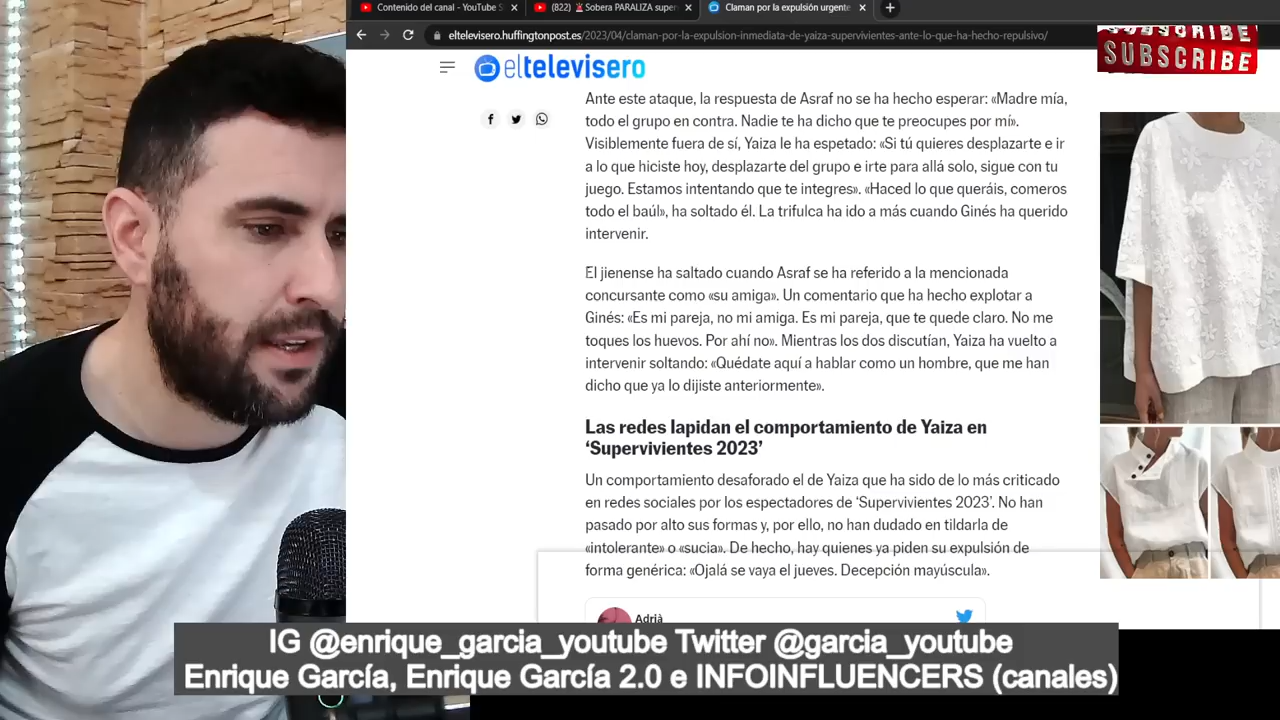 Contenido del canal - YouTube S
(822) 🚨Sobera PARALIZA super
Claman por la expulsión urgente
eltelevisero.huffingtonpost.es/2023/04/claman-por-la-expulsion-inmediata-de-yaiza-supervivientes-ante-lo-que-ha-hecho-repulsivo/
SUBSCRIBE
SUBSCRIBE
eltelevisero
Ante este ataque, la respuesta de Asraf no se ha hecho esperar: «Madre mía,
todo el grupo en contra. Nadie te ha dicho que te preocupes por mí».
Visiblemente fuera de sí, Yaiza le ha espetado: «Si tú quieres desplazarte e ir
a lo que hiciste hoy, desplazarte del grupo e irte para allá solo, sigue con tu
juego. Estamos intentando que te integres». «Haced lo que queráis, comeros
todo el baúl», ha soltado él. La trifulca ha ido a más cuando Ginés ha querido
intervenir.
El jienense ha saltado cuando Asraf se ha referido a la mencionada
concursante como «su amiga». Un comentario que ha hecho explotar a
Ginés: «Es mi pareja, no mi amiga. Es mi pareja, que te quede claro. No me
toques los huevos. Por ahí no». Mientras los dos discutían, Yaiza ha vuelto a
intervenir soltando: «Quédate aquí a hablar como un hombre, que me han
dicho que ya lo dijiste anteriormente».
Las redes lapidan el comportamiento de Yaiza en
‘Supervivientes 2023’
Un comportamiento desaforado el de Yaiza que ha sido de lo más criticado
en redes sociales por los espectadores de ‘Supervivientes 2023’. No han
pasado por alto sus formas y, por ello, no han dudado en tildarla de
«intolerante» o «sucia». De hecho, hay quienes ya piden su expulsión de
forma genérica: «Ojalá se vaya el jueves. Decepción mayúscula».
Adrià
IG @enrique_garcia_youtube Twitter @garcia_youtube
Enrique García, Enrique García 2.0 e INFOINFLUENCERS (canales)